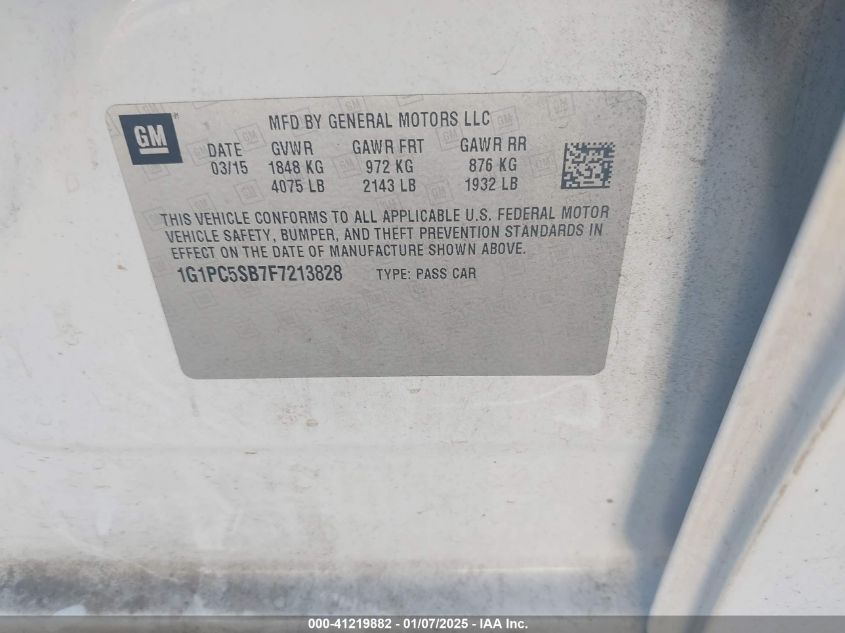 GM
MFD BY GENERAL MOTORS LLC
DATE GVWR GAWR FRT GAWR RR
03/15 1848 KG 972 KG 876 KG
4075 LB 2143 LB 1932 LB
THIS VEHICLE CONFORMS TO ALL APPLICABLE U.S. FEDERAL MOTOR
VEHICLE SAFETY, BUMPER, AND THEFT PREVENTION STANDARDS IN
EFFECT ON THE DATE OF MANUFACTURE SHOWN ABOVE.
1G1PC5SB7F7213828 TYPE: PASS CAR
000-41219882 — 01/07/2025 - IAA Inc.